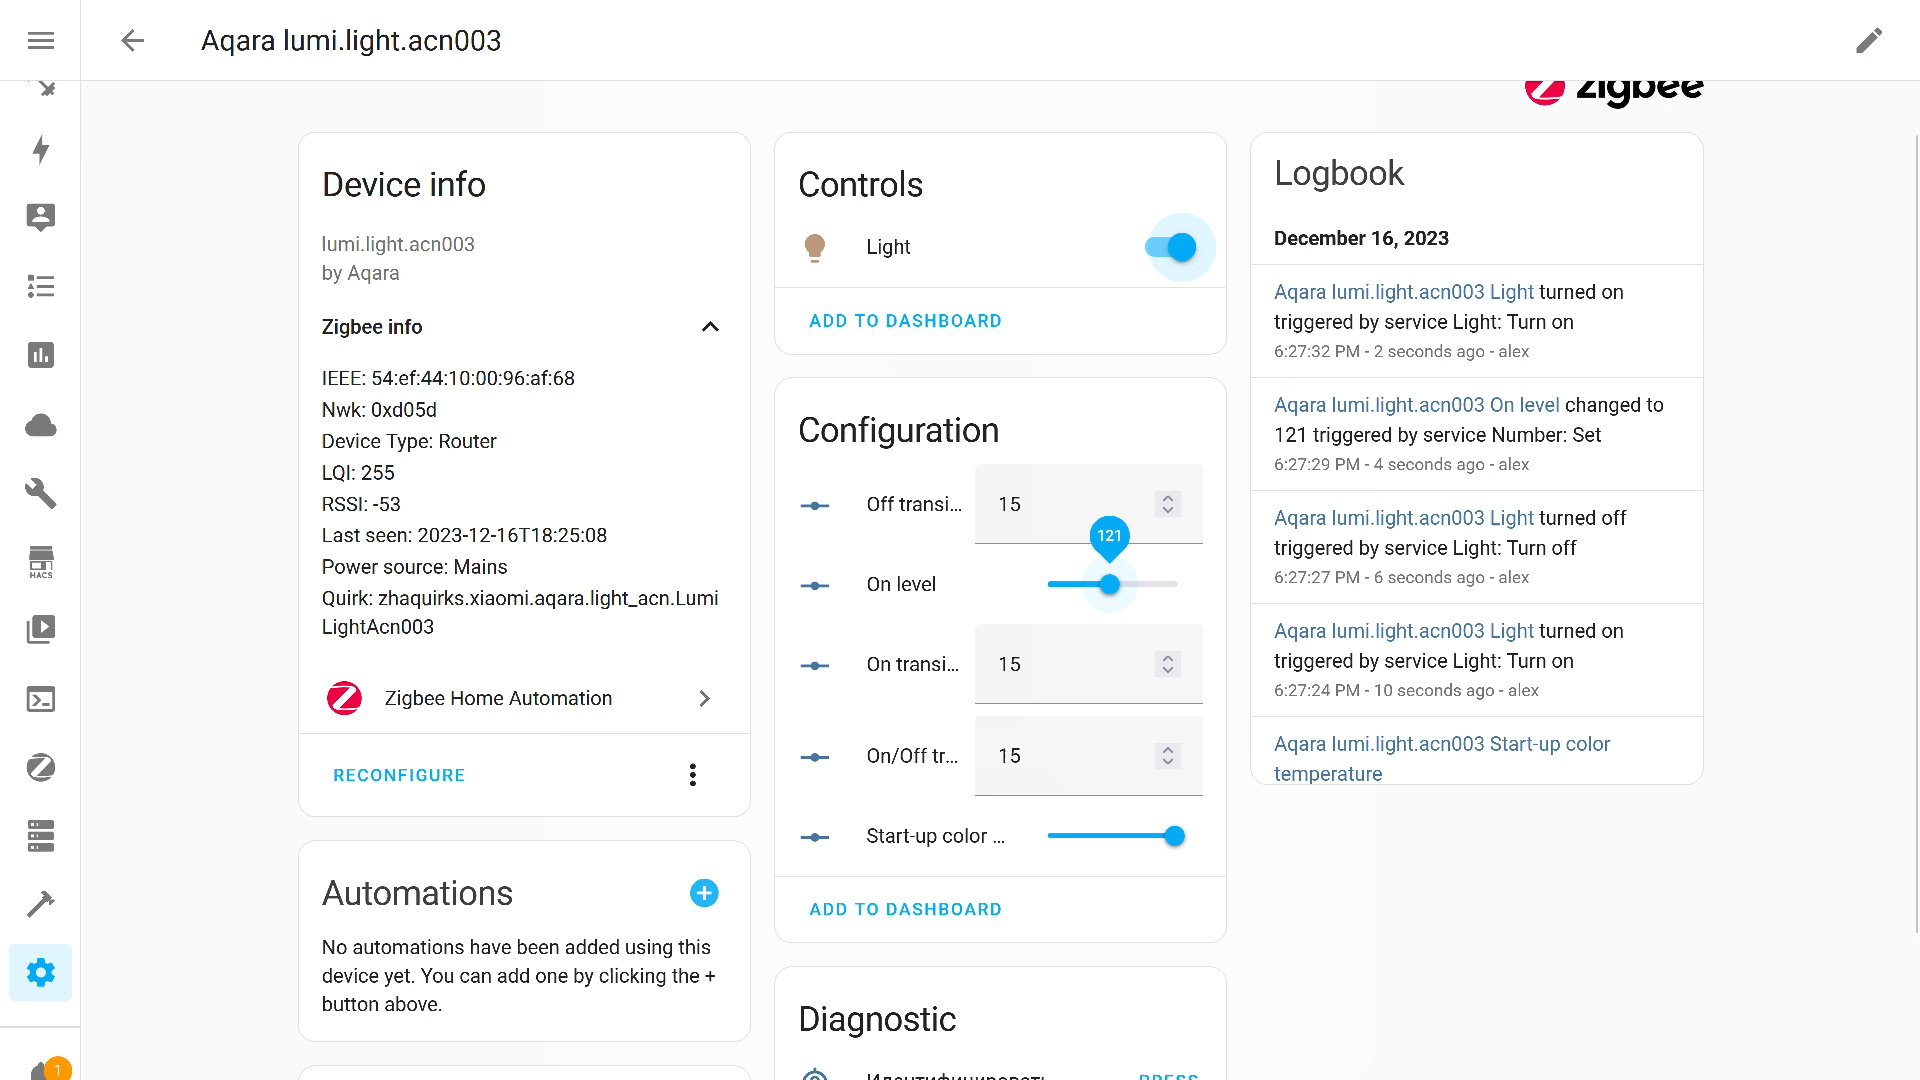 Aqara lumi.light.acn003
zigbee
Device info
lumi.light.acn003
by Aqara
Zigbee info
IEEE: 54:ef:44:10:00:96:af:68
Nwk: 0xd05d
Device Type: Router
LQI: 255
RSSI: -53
Last seen: 2023-12-16T18:25:08
Power source: Mains
Quirk: zhaquirks.xiaomi.aqara.light_acn.Lumi
LightAcn003
Zigbee Home Automation
RECONFIGURE
Automations
No automations have been added using this
device yet. You can add one by clicking the +
button above.
Controls
Light
ADD TO DASHBOARD
Configuration
Off transi... 15
121
On level
On transi... 15
On/Off tr... 15
Start-up color ...
ADD TO DASHBOARD
Diagnostic
Идентифицировать
PRESS
Logbook
December 16, 2023
Aqara lumi.light.acn003 Light turned on
triggered by service Light: Turn on
6:27:32 PM - 2 seconds ago - alex
Aqara lumi.light.acn003 On level changed to
121 triggered by service Number: Set
6:27:29 PM - 4 seconds ago - alex
Aqara lumi.light.acn003 Light turned off
triggered by service Light: Turn off
6:27:27 PM - 6 seconds ago - alex
Aqara lumi.light.acn003 Light turned on
triggered by service Light: Turn on
6:27:24 PM - 10 seconds ago - alex
Aqara lumi.light.acn003 Start-up color
temperature
HACS
1